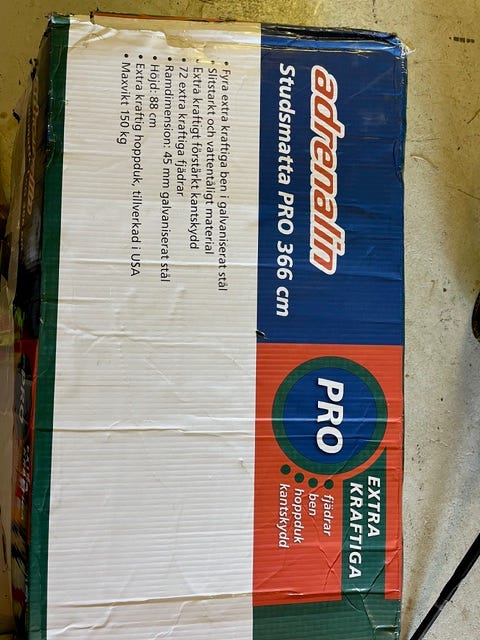 adrenalin
Studsmatta PRO 366 cm
• Fyra extra kraftiga ben i galvaniserat stål
• Slitstarkt och vattentåligt material
• Extra kraftigt förstärkt kantskydd
• 72 extra kraftiga fjädrar
• Ramdimension: 45 mm galvaniserat stål
• Höjd: 88 cm
• Extra kraftig hoppduk, tillverkad i USA
• Maxvikt 150 kg
EXTRA
KRAFTIGA
PRO
fjädrar
ben
hoppduk
kantskydd